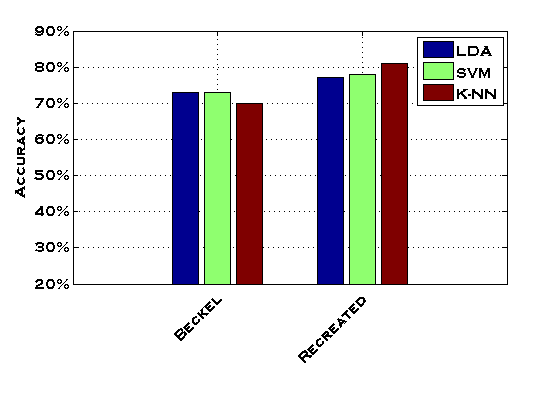 90%
80%
70%
60%
50%
40%
30%
20%
Accuracy
LDA
SVM
K-NN
Beckel
Recreated